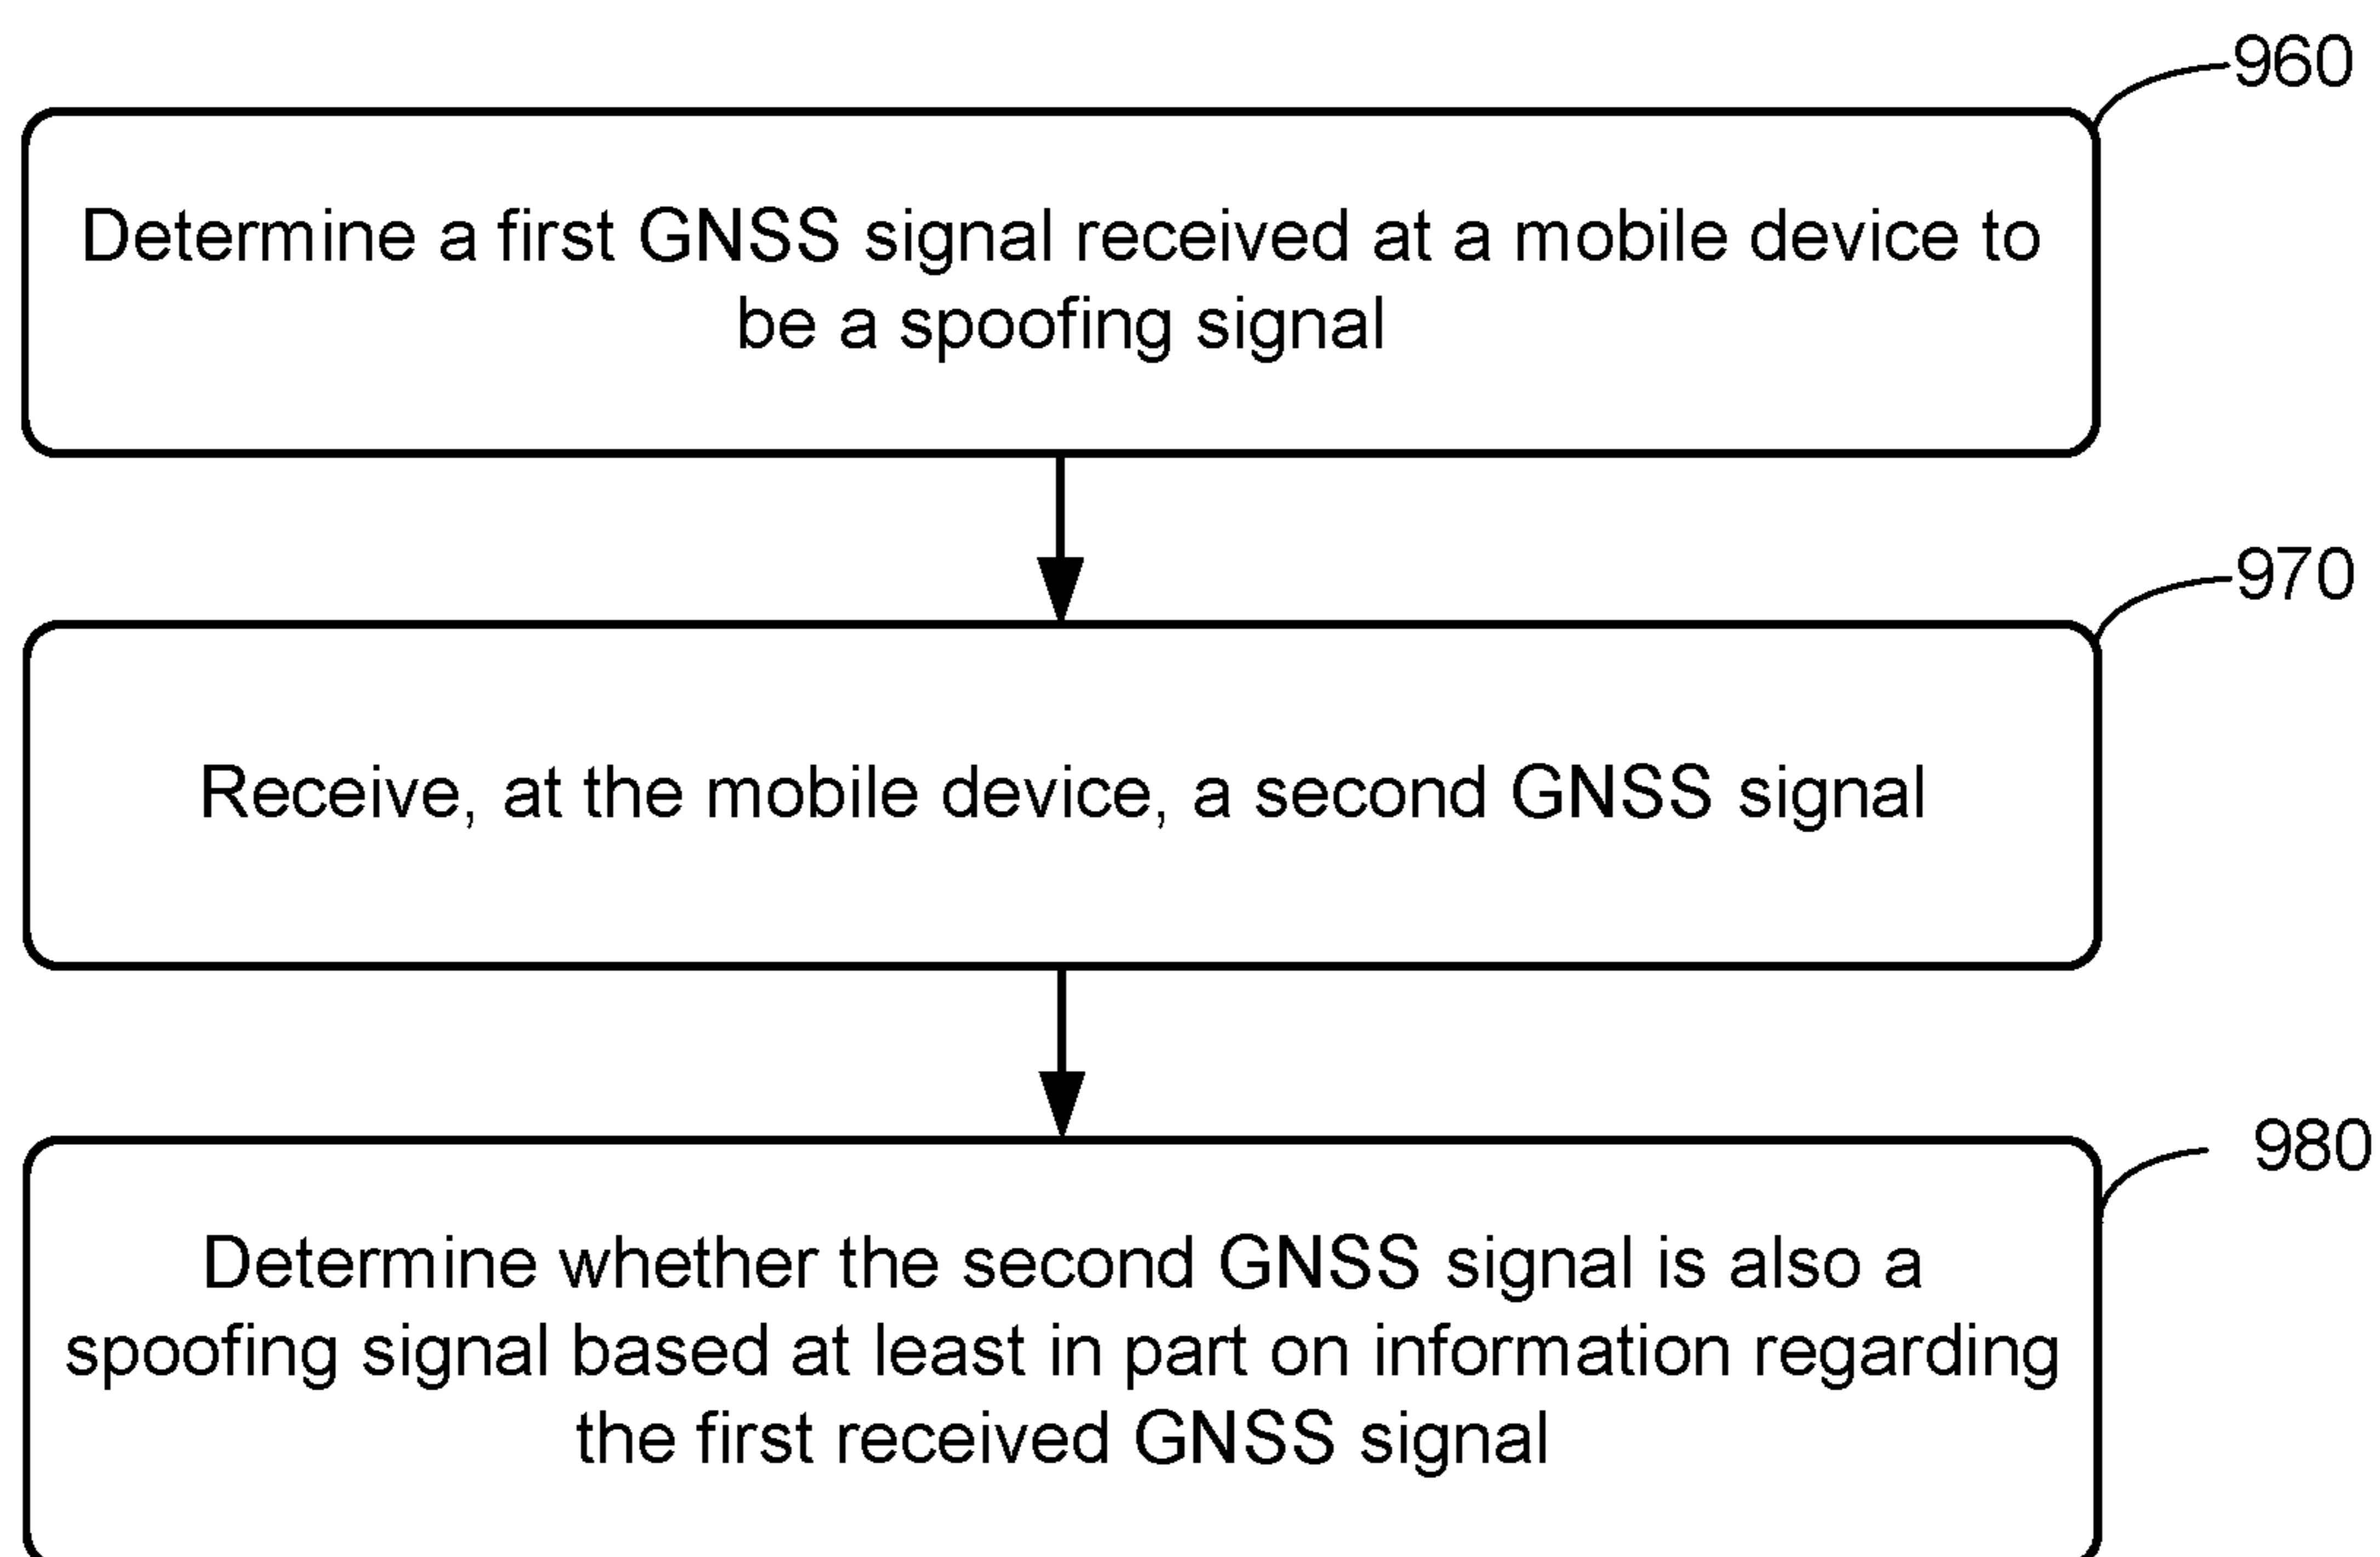 960
Determine a first GNSS signal received at a mobile device to
be a spoofing signal
970
Receive, at the mobile device, a second GNSS signal
980
Determine whether the second GNSS signal is also a
spoofing signal based at least in part on information regarding
the first received GNSS signal